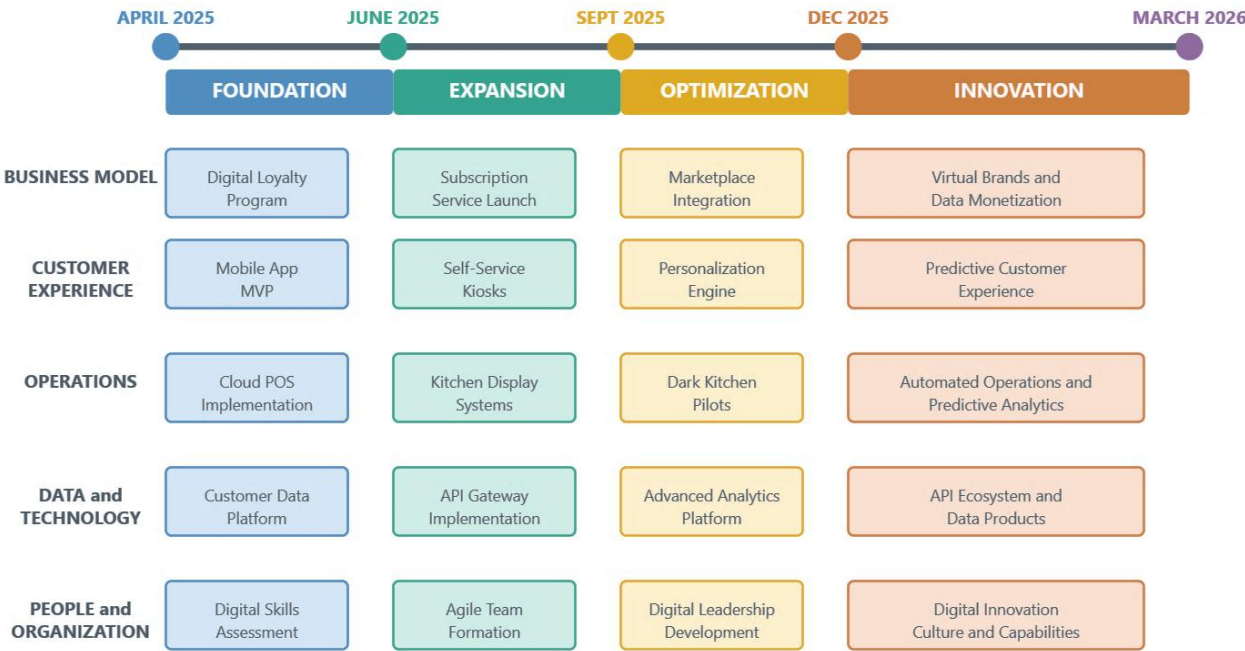 APRIL 2025
JUNE 2025
SEPT 2025
DEC 2025
MARCH 2026
FOUNDATION
EXPANSION
OPTIMIZATION
INNOVATION
BUSINESS MODEL
Digital Loyalty
Program
Subscription
Service Launch
Marketplace
Integration
Virtual Brands and
Data Monetization
CUSTOMER
EXPERIENCE
Mobile App
MVP
Self-Service
Kiosks
Personalization
Engine
Predictive Customer
Experience
OPERATIONS
Cloud POS
Implementation
Kitchen Display
Systems
Dark Kitchen
Pilots
Automated Operations and
Predictive Analytics
DATA and
TECHNOLOGY
Customer Data
Platform
API Gateway
Implementation
Advanced Analytics
Platform
API Ecosystem and
Data Products
PEOPLE and
ORGANIZATION
Digital Skills
Assessment
Agile Team
Formation
Digital Leadership
Development
Digital Innovation
Culture and Capabilities